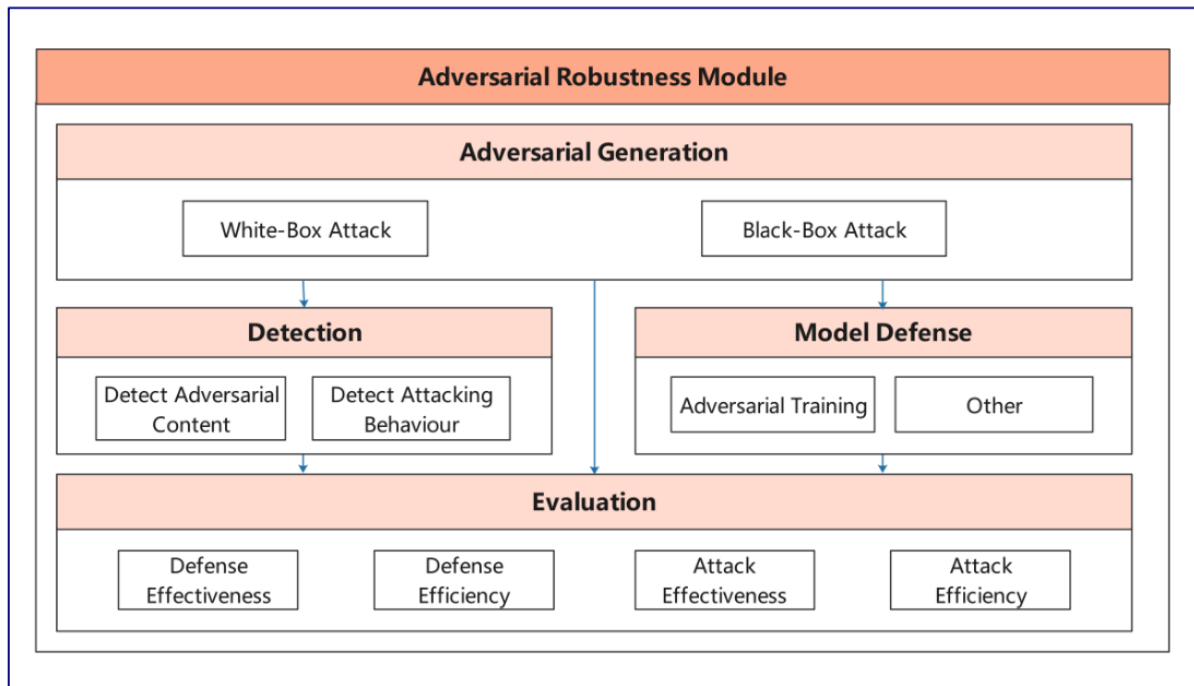 Adversarial Robustness Module
Adversarial Generation
White-Box Attack
Black-Box Attack
Detection
Model Defense
Detect Adversarial
Content
Detect Attacking
Behaviour
Adversarial Training
Other
Evaluation
Defense
Effectiveness
Defense
Efficiency
Attack
Effectiveness
Attack
Efficiency